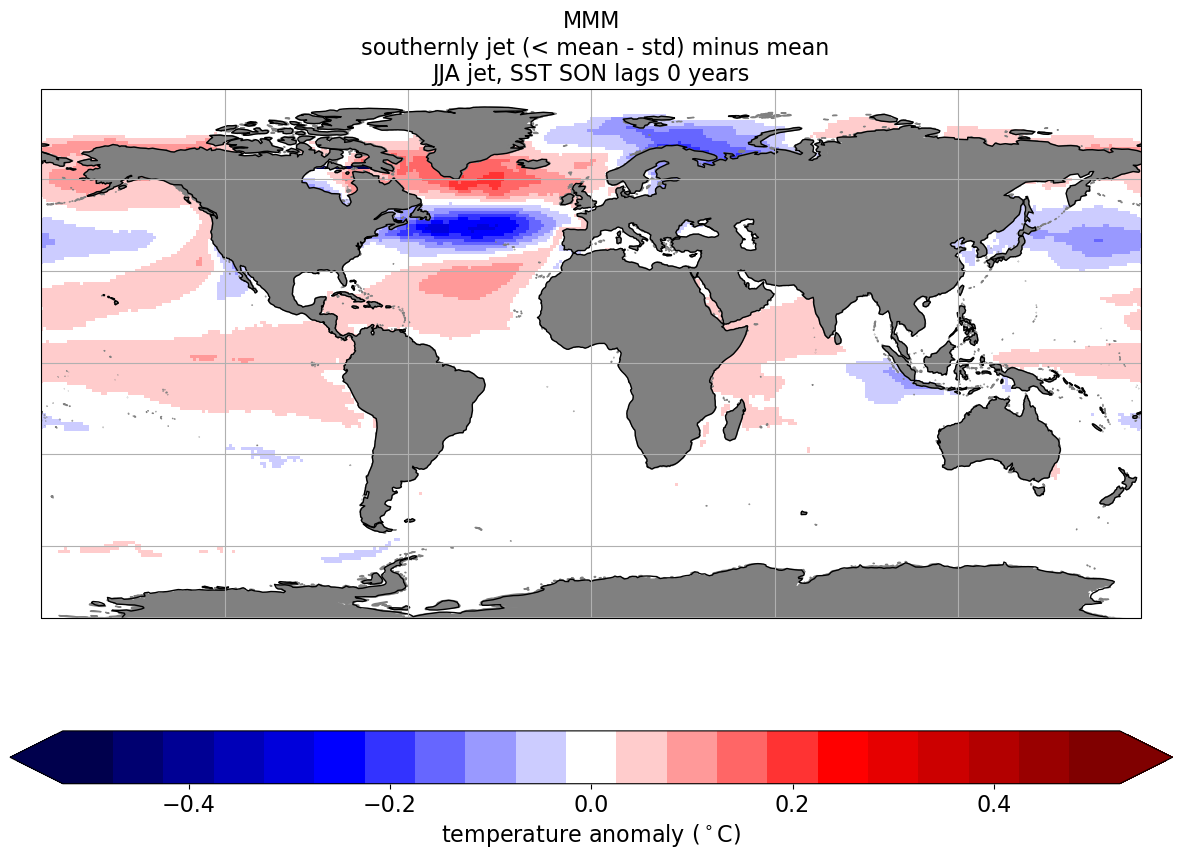 MMM
southernly jet (< mean - std) minus mean
JJA jet, SST SON lags 0 years
−0.4 −0.2 0.0 0.2 0.4
temperature anomaly (°C)